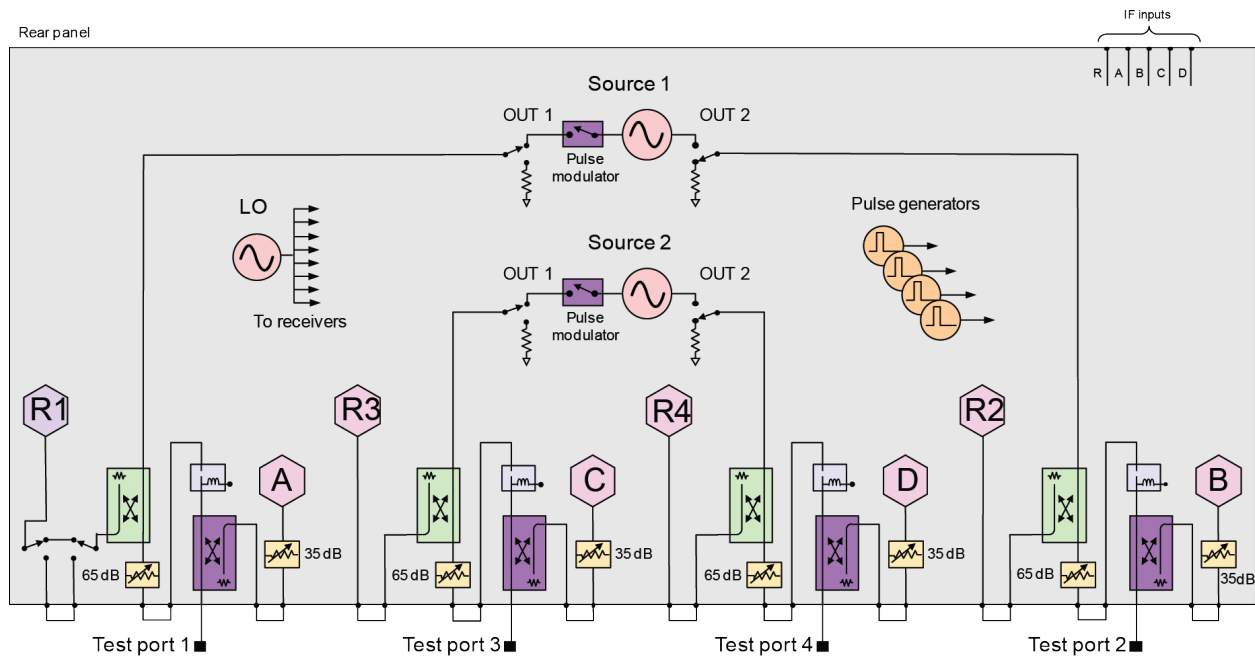 IF inputs
Rear panel
R A B C D
Source 1
OUT 1
OUT 2
Pulse
modulator
LO
To receivers
Pulse generators
Source 2
OUT 1
OUT 2
Pulse
modulator
R1
R3
R4
R2
A
C
D
B
65 dB
35 dB
65 dB
35 dB
65 dB
35 dB
65 dB
35dB
Test port 1
Test port 3
Test port 4
Test port 2